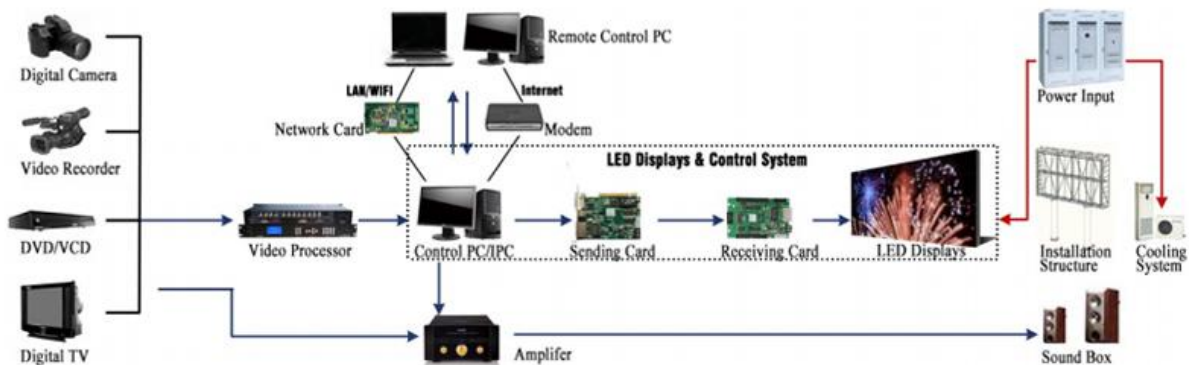 Digital Camera
Video Recorder
DVD/VCD
Digital TV
Remote Control PC
LAN/WIFI
Internet
Network Card
Modem
LED Displays & Control System
Video Processor
Control PC/IPC
Sending Card
Receiving Card
LED Displays
Amplifer
Power Input
Installation
Structure
Cooling
System
Sound Box